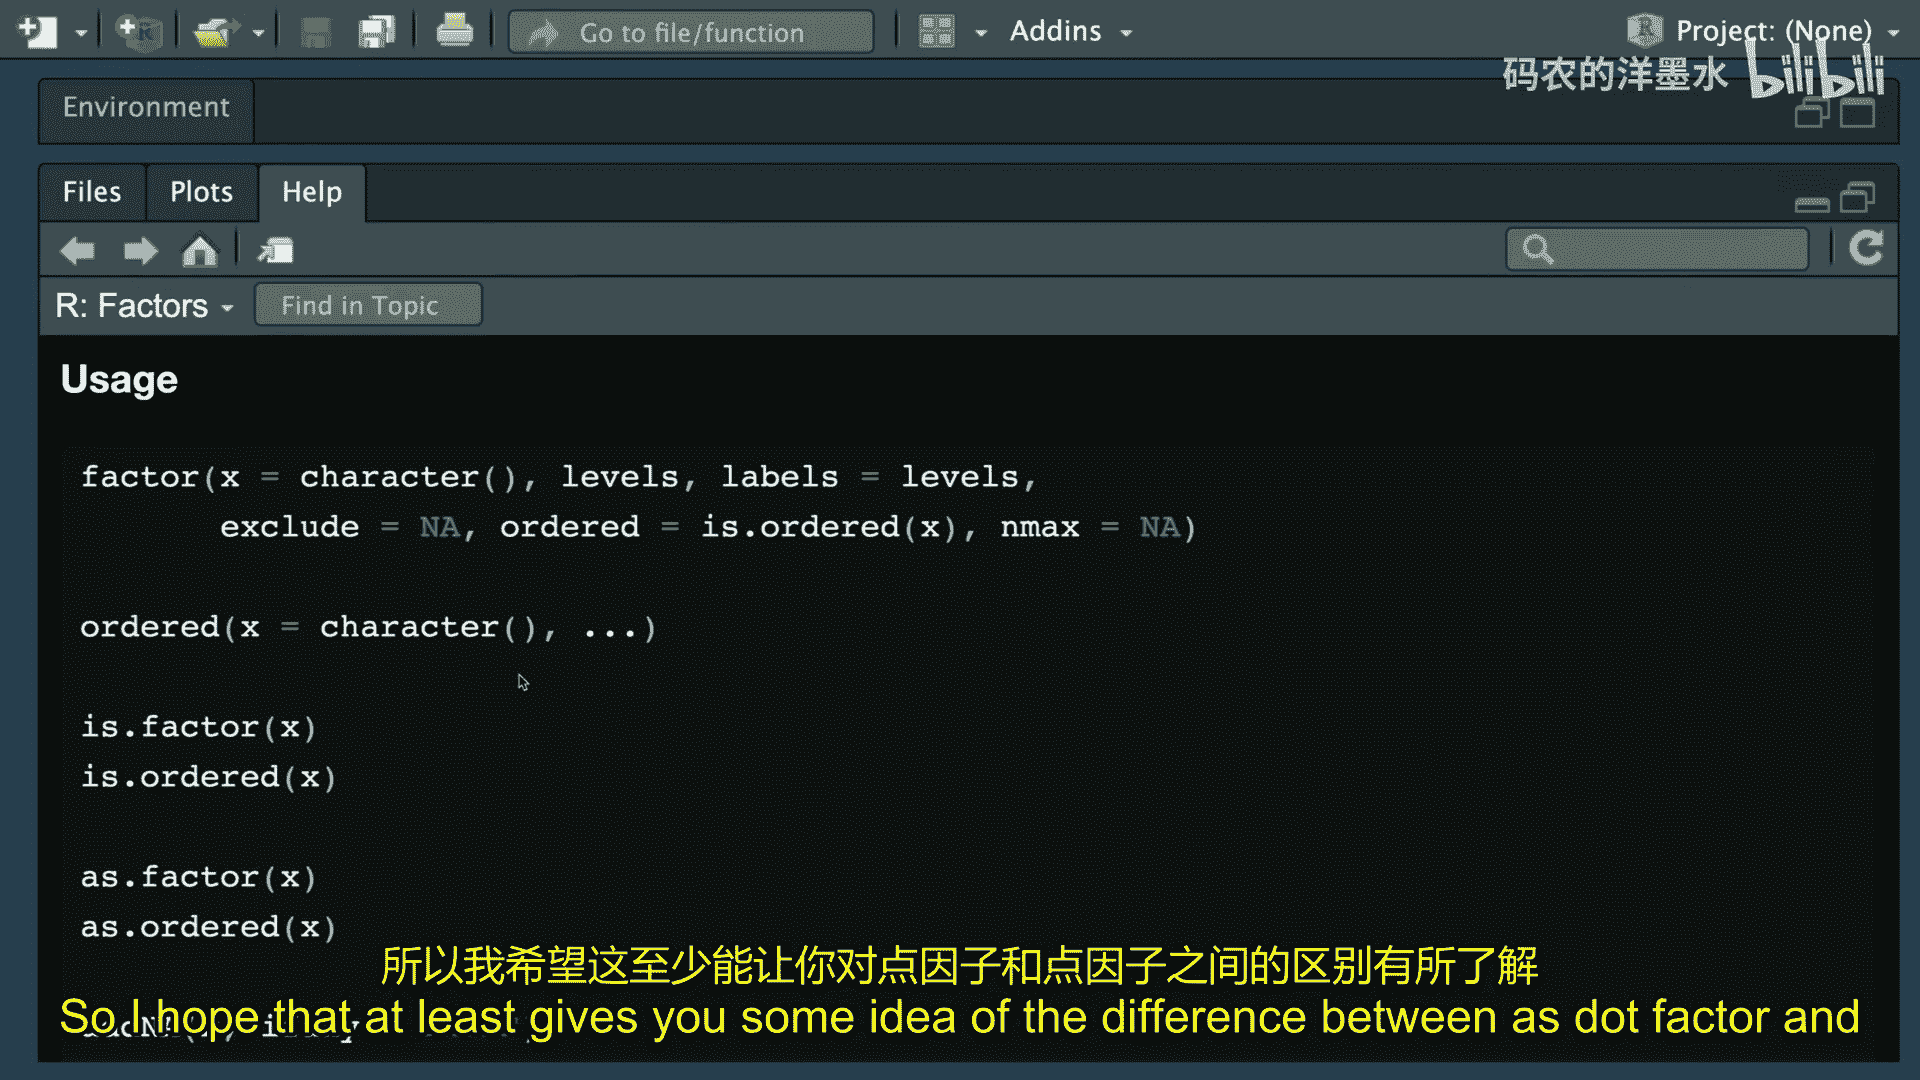 Go to file/function
Addins
Project: (None)
码农的洋墨水 bilibili
Environment
Files Plots Help
R: Factors
Find in Topic
Usage
factor(x = character(), levels, labels = levels,
exclude = NA, ordered = is.ordered(x), nmax = NA)
ordered(x = character(), ...)
is.factor(x)
is.ordered(x)
as.factor(x)
as.ordered(x)
所以我希望这至少能让你对点因子和点因子之间的区别有所了解
So I hope that at least gives you some idea of the difference between as dot factor and